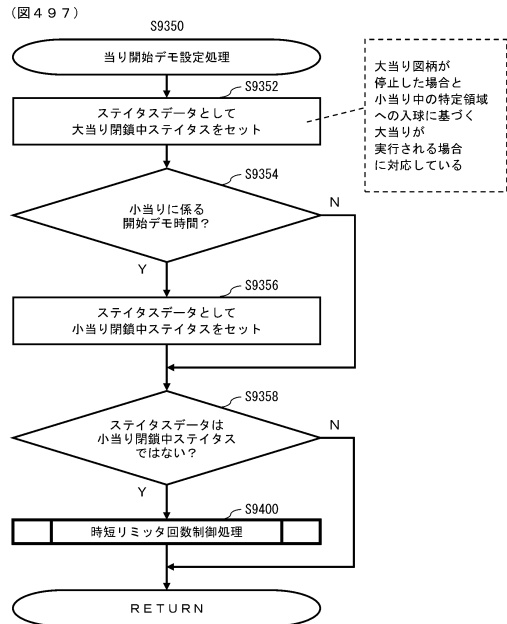 (図497)
S9350
当り開始デモ設定処理
S9352
ステイタスデータとして
大当り閉鎖中ステイタスをセット
大当り図柄が
停止した場合と
小当り中の特定領域
への入球に基づく
大当りが
実行される場合
に対応している
S9354
小当りに係る
開始デモ時間?
N
Y
S9356
ステイタスデータとして
小当り閉鎖中ステイタスをセット
S9358
ステイタスデータは
小当り閉鎖中ステイタス
ではない?
N
Y
S9400
時短リミッタ回数制御処理
RETURN